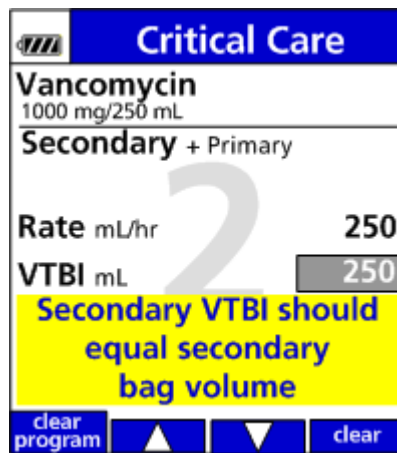 Critical Care
Vancomycin
1000 mg/250 mL
Secondary + Primary
2
Rate mL/hr 250
VTBI mL 250
Secondary VTBI should
equal secondary
bag volume
clear program clear